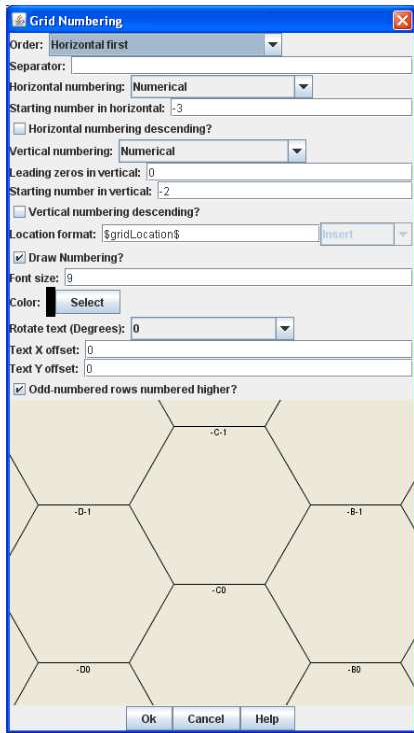 Grid Numbering
Order: Horizontal first
Separator:
Horizontal numbering: Numerical
Starting number in horizontal: -3
Horizontal numbering descending?
Vertical numbering: Numerical
Leading zeros in vertical: 0
Starting number in vertical: -2
Vertical numbering descending?
Location format: $gridLocation$ Insert
Draw Numbering?
Font size: 9
Color: Select
Rotate text (Degrees): 0
Text X offset: 0
Text Y offset: 0
Odd-numbered rows numbered higher?
-C-1
-D-1 -B-1
-C0
-D0 -B0
Ok Cancel Help